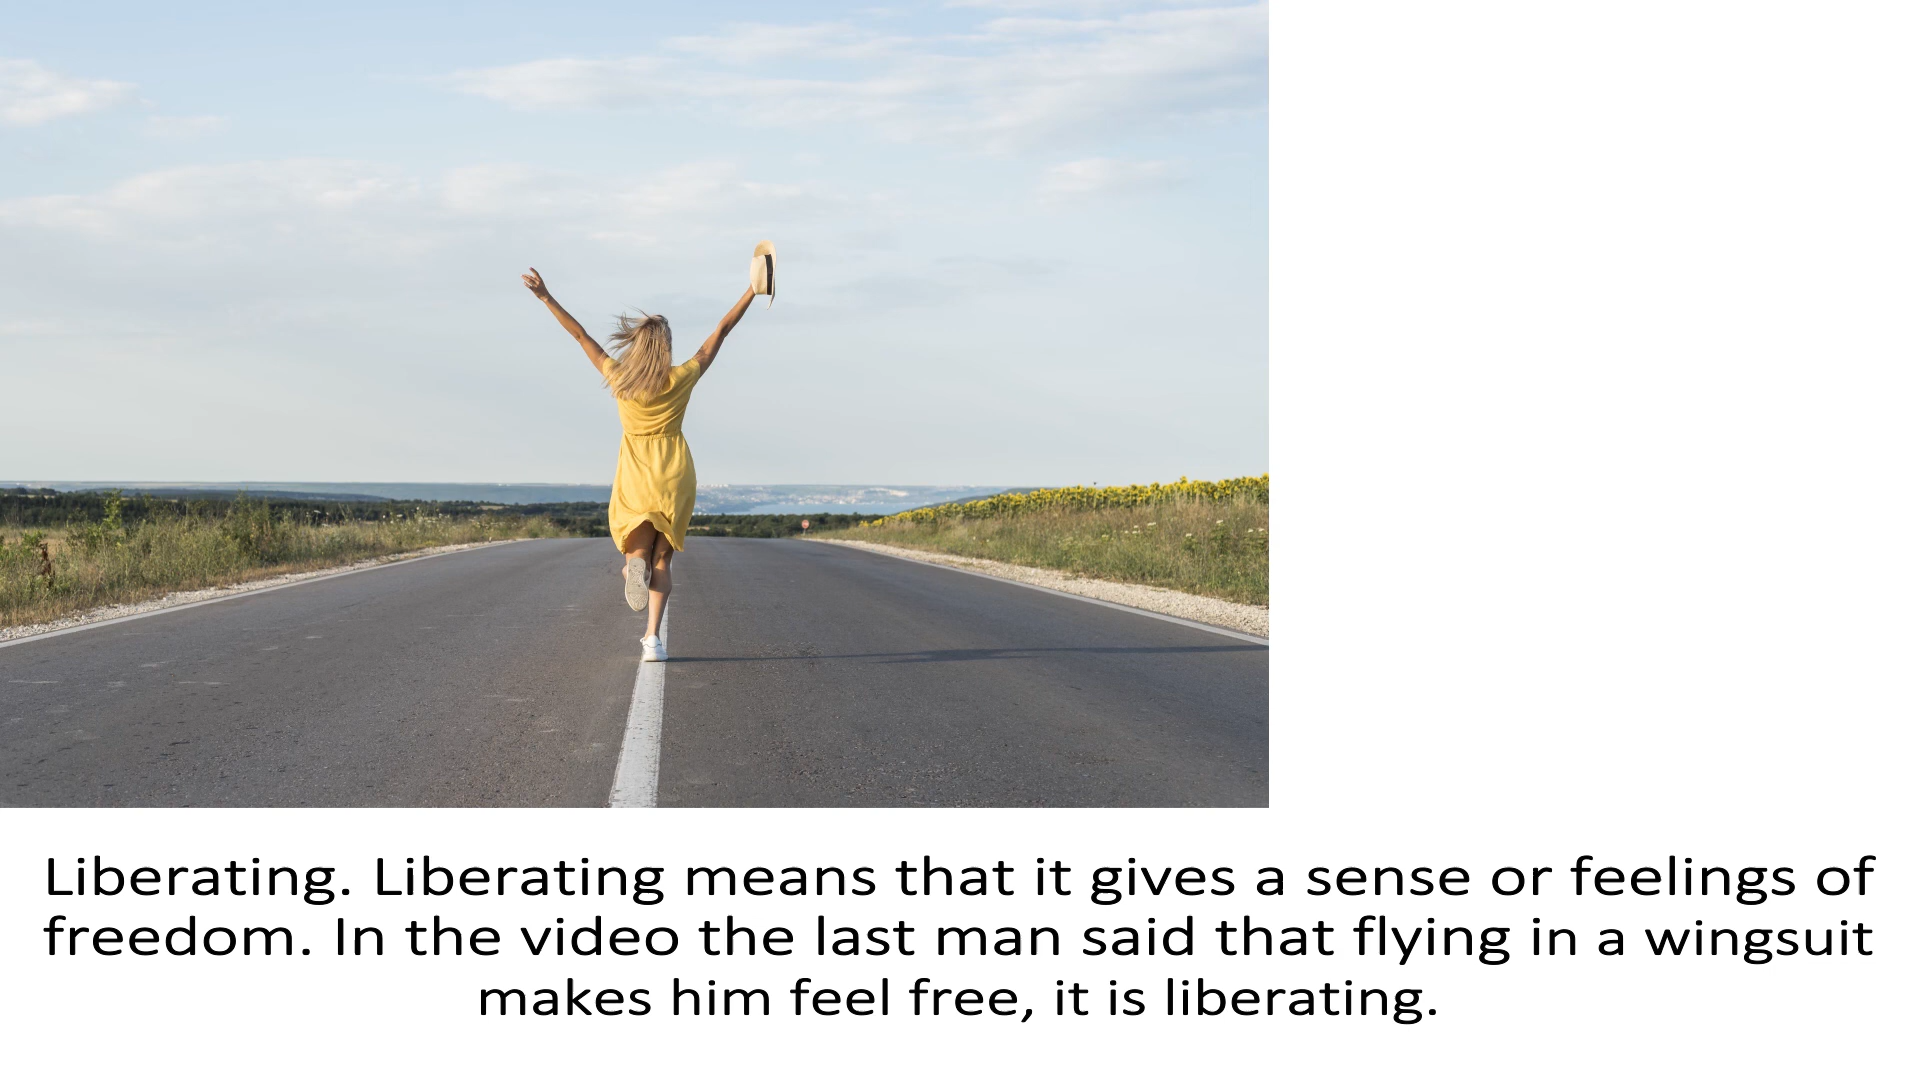 Liberating. Liberating means that it gives a sense or feelings of
freedom. In the video the last man said that flying in a wingsuit
makes him feel free, it is liberating.